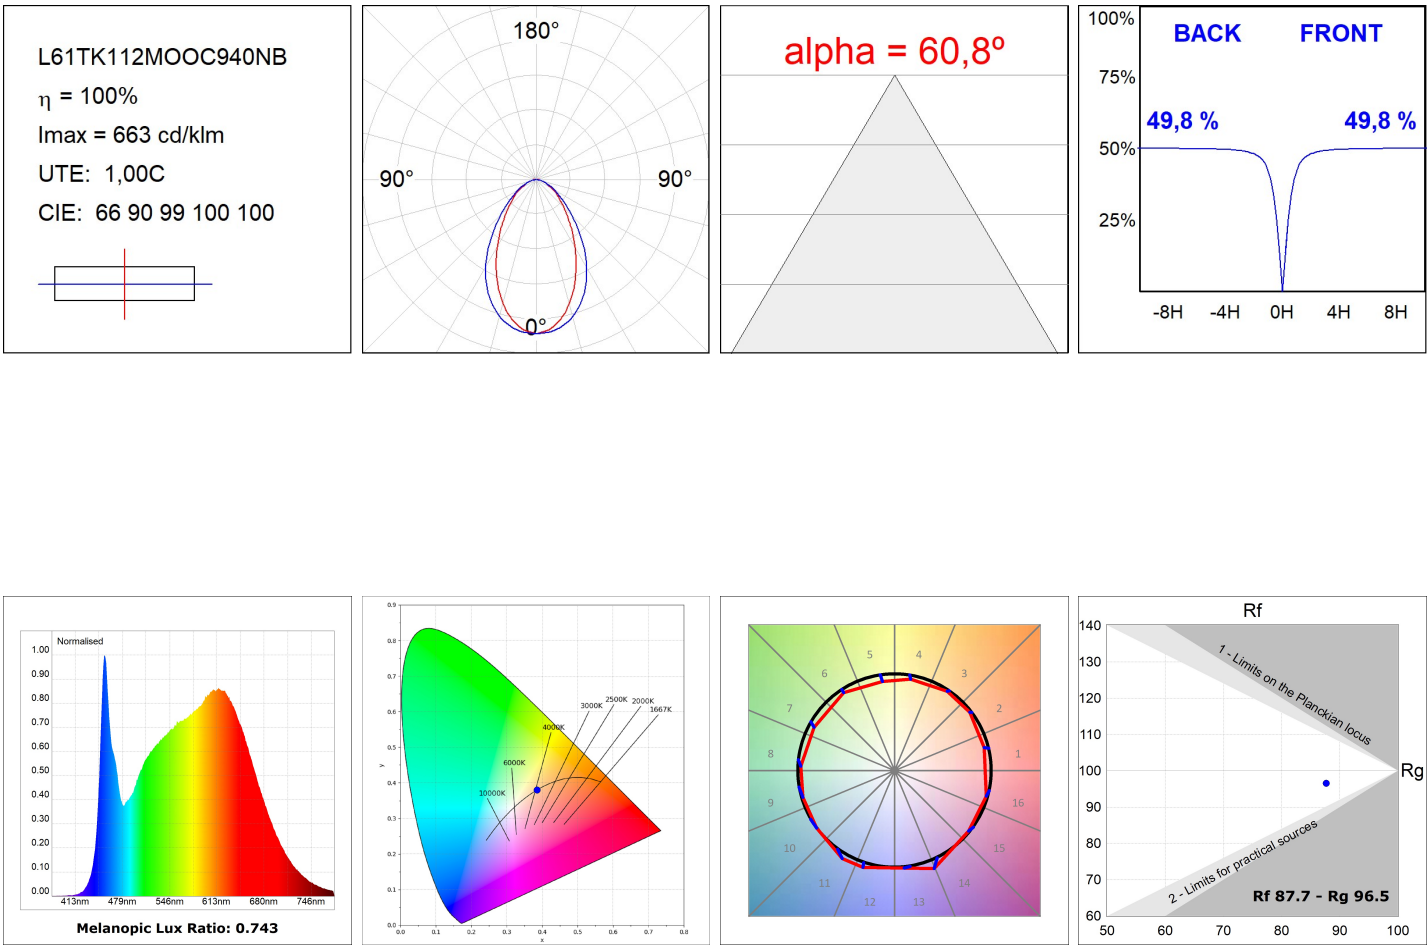 L61TK112MOOC940NB
η = 100%
Imax = 663 cd/klm
UTE: 1,00C
CIE: 66 90 99 100 100
180°
90°
90°
0°
alpha = 60,8º
100%
75%
50%
25%
BACK
FRONT
49,8 %
49,8 %
-8H -4H 0H 4H 8H
Normalised
1.00
0.90
0.80
0.70
0.60
0.50
0.40
0.30
0.20
0.10
0.00
413nm 479nm 546nm 613nm 680nm 746nm
Melanopic Lux Ratio: 0.743
0.9
0.8
0.7
0.6
0.5
0.4
0.3
0.2
0.1
0.0
y
0.0 0.1 0.2 0.3 0.4 0.5 0.6 0.7 0.8
x
10000K
6000K
4000K
3000K
2500K
2000K
1667K
1
2
3
4
5
6
7
8
9
10
11
12
13
14
15
16
Rf
140
130
120
110
100
90
80
70
60
1 - Limits on the Planckian locus
Rg
2 - Limits for practical sources
Rf 87.7 - Rg 96.5
50 60 70 80 90 100